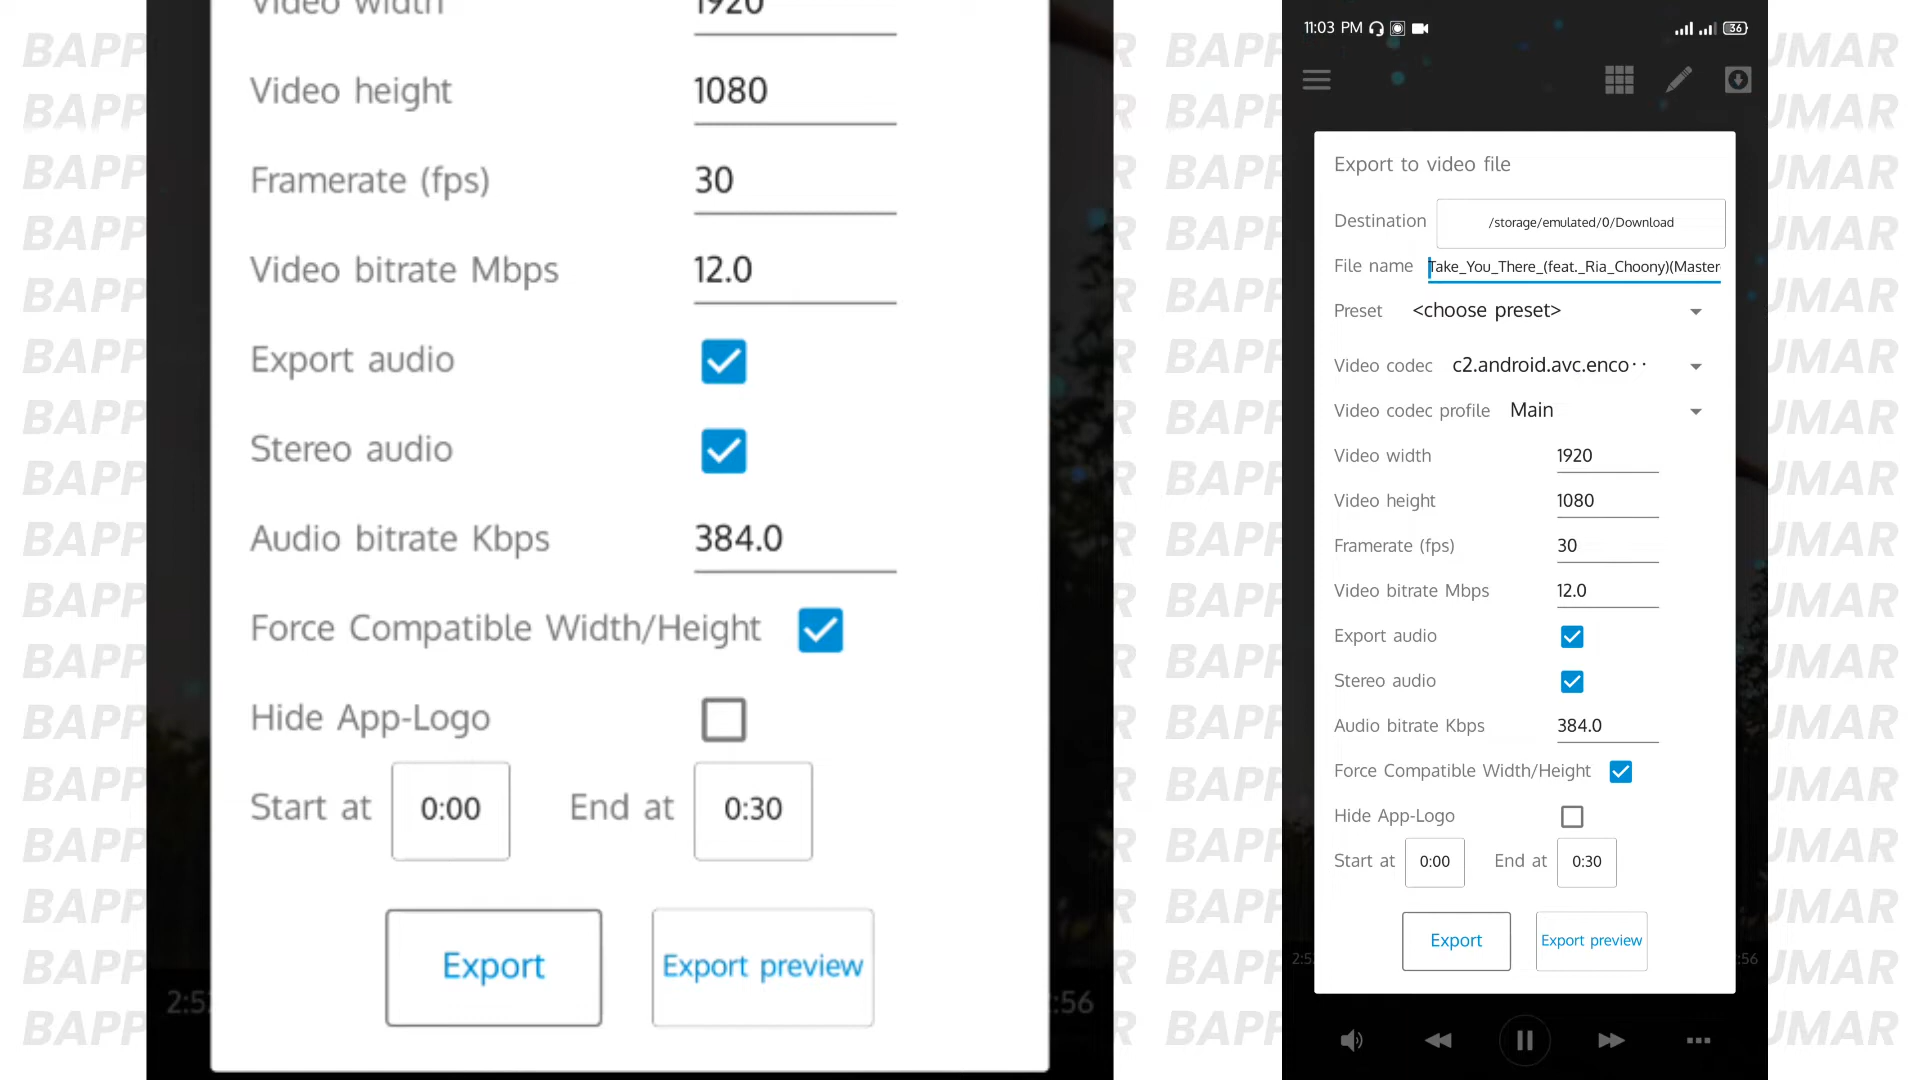 Video width 1920
Video height 1080
Framerate (fps) 30
Video bitrate Mbps 12.0
Export audio
Stereo audio
Audio bitrate Kbps 384.0
Force Compatible Width/Height
Hide App-Logo
Start at 0:00 End at 0:30
Export Export preview
11:03 PM 36
Export to video file
Destination /storage/emulated/0/Download
File name Take_You_There_(feat._Ria_Choony)(Master
Preset <choose preset>
Video codec c2.android.avc.enco··
Video codec profile Main
Video width 1920
Video height 1080
Framerate (fps) 30
Video bitrate Mbps 12.0
Export audio
Stereo audio
Audio bitrate Kbps 384.0
Force Compatible Width/Height
Hide App-Logo
Start at 0:00 End at 0:30
Export Export preview